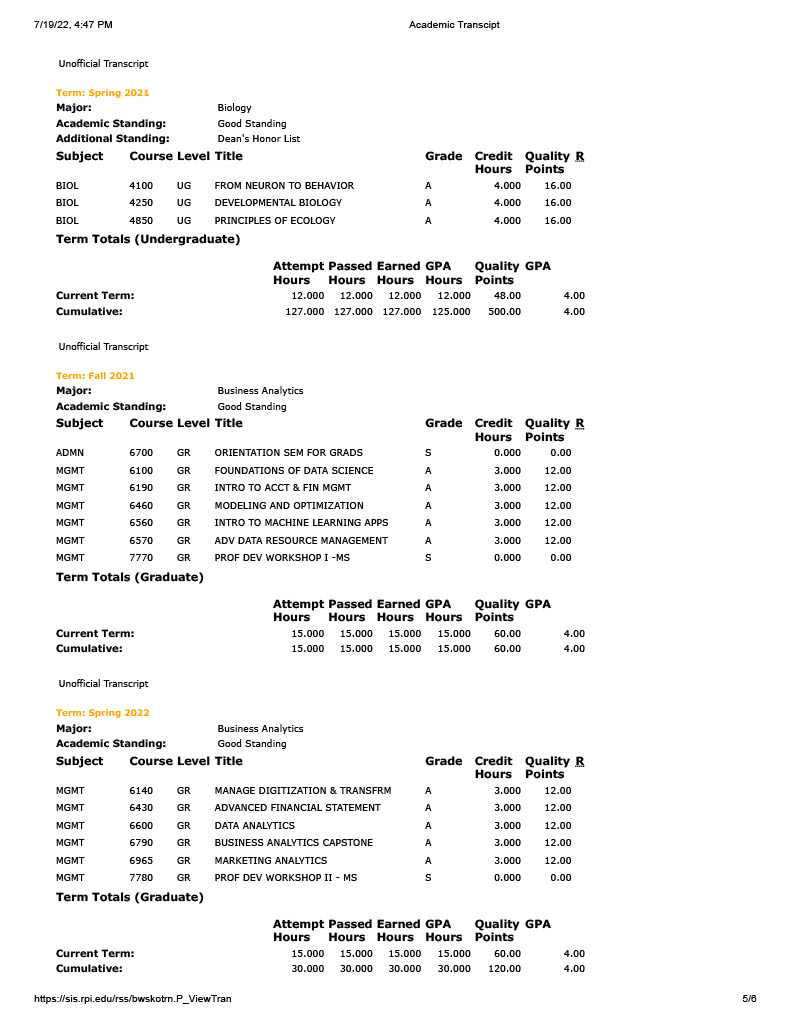 7/19/22, 4:47 PM Academic Transcipt
Unofficial Transcript
Term: Spring 2021
Major: Biology
Academic Standing: Good Standing
Additional Standing: Dean's Honor List
Subject Course Level Title Grade Credit Hours Quality Points R
BIOL 4100 UG FROM NEURON TO BEHAVIOR A 4.000 16.00
BIOL 4250 UG DEVELOPMENTAL BIOLOGY A 4.000 16.00
BIOL 4850 UG PRINCIPLES OF ECOLOGY A 4.000 16.00
Term Totals (Undergraduate)
Attempt Hours Passed Hours Earned Hours GPA Hours Quality Points GPA
Current Term: 12.000 12.000 12.000 12.000 48.00 4.00
Cumulative: 127.000 127.000 127.000 125.000 500.00 4.00
Unofficial Transcript
Term: Fall 2021
Major: Business Analytics
Academic Standing: Good Standing
Subject Course Level Title Grade Credit Hours Quality Points R
ADMN 6700 GR ORIENTATION SEM FOR GRADS S 0.000 0.00
MGMT 6100 GR FOUNDATIONS OF DATA SCIENCE A 3.000 12.00
MGMT 6190 GR INTRO TO ACCT & FIN MGMT A 3.000 12.00
MGMT 6460 GR MODELING AND OPTIMIZATION A 3.000 12.00
MGMT 6560 GR INTRO TO MACHINE LEARNING APPS A 3.000 12.00
MGMT 6570 GR ADV DATA RESOURCE MANAGEMENT A 3.000 12.00
MGMT 7770 GR PROF DEV WORKSHOP I -MS S 0.000 0.00
Term Totals (Graduate)
Attempt Hours Passed Hours Earned Hours GPA Hours Quality Points GPA
Current Term: 15.000 15.000 15.000 15.000 60.00 4.00
Cumulative: 15.000 15.000 15.000 15.000 60.00 4.00
Unofficial Transcript
Term: Spring 2022
Major: Business Analytics
Academic Standing: Good Standing
Subject Course Level Title Grade Credit Hours Quality Points R
MGMT 6140 GR MANAGE DIGITIZATION & TRANSFRM A 3.000 12.00
MGMT 6430 GR ADVANCED FINANCIAL STATEMENT A 3.000 12.00
MGMT 6600 GR DATA ANALYTICS A 3.000 12.00
MGMT 6790 GR BUSINESS ANALYTICS CAPSTONE A 3.000 12.00
MGMT 6965 GR MARKETING ANALYTICS A 3.000 12.00
MGMT 7780 GR PROF DEV WORKSHOP II - MS S 0.000 0.00
Term Totals (Graduate)
Attempt Hours Passed Hours Earned Hours GPA Hours Quality Points GPA
Current Term: 15.000 15.000 15.000 15.000 60.00 4.00
Cumulative: 30.000 30.000 30.000 30.000 120.00 4.00
https://sis.rpi.edu/rss/bwskotrn.P_ViewTran 5/6